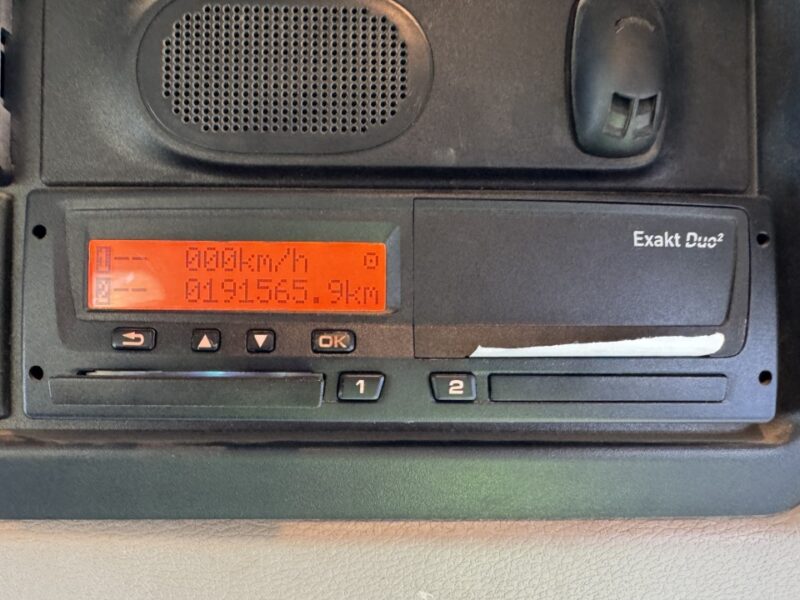 Exakt Duo²
1-- 000km/h
2-- 0191565.9km
OK
1
2